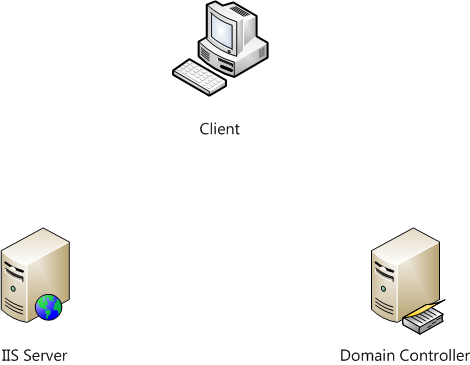 Client
IIS Server
Domain Controller